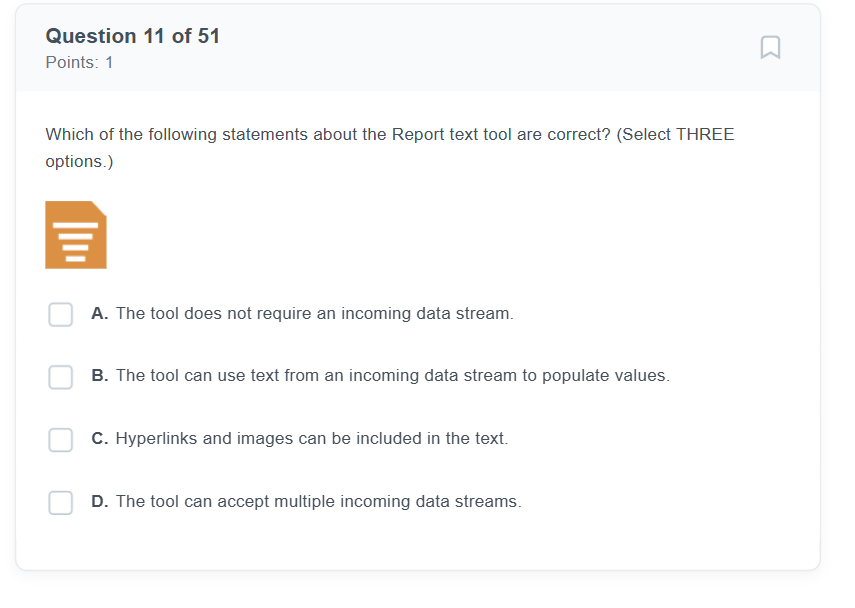 Question 11 of 51
Points: 1
Which of the following statements about the Report text tool are correct? (Select THREE
options.)
A. The tool does not require an incoming data stream.
B. The tool can use text from an incoming data stream to populate values.
C. Hyperlinks and images can be included in the text.
D. The tool can accept multiple incoming data streams.